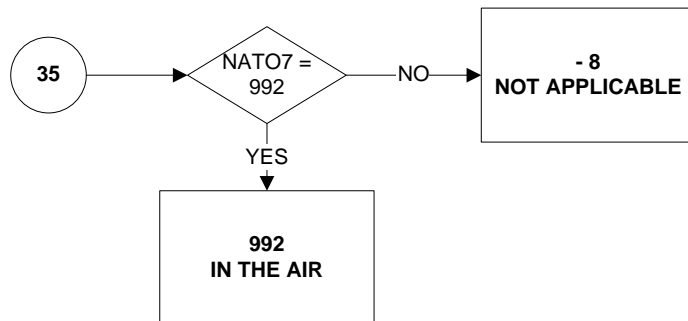 35
NATO7 =
992
NO
- 8
NOT APPLICABLE
YES
992
IN THE AIR